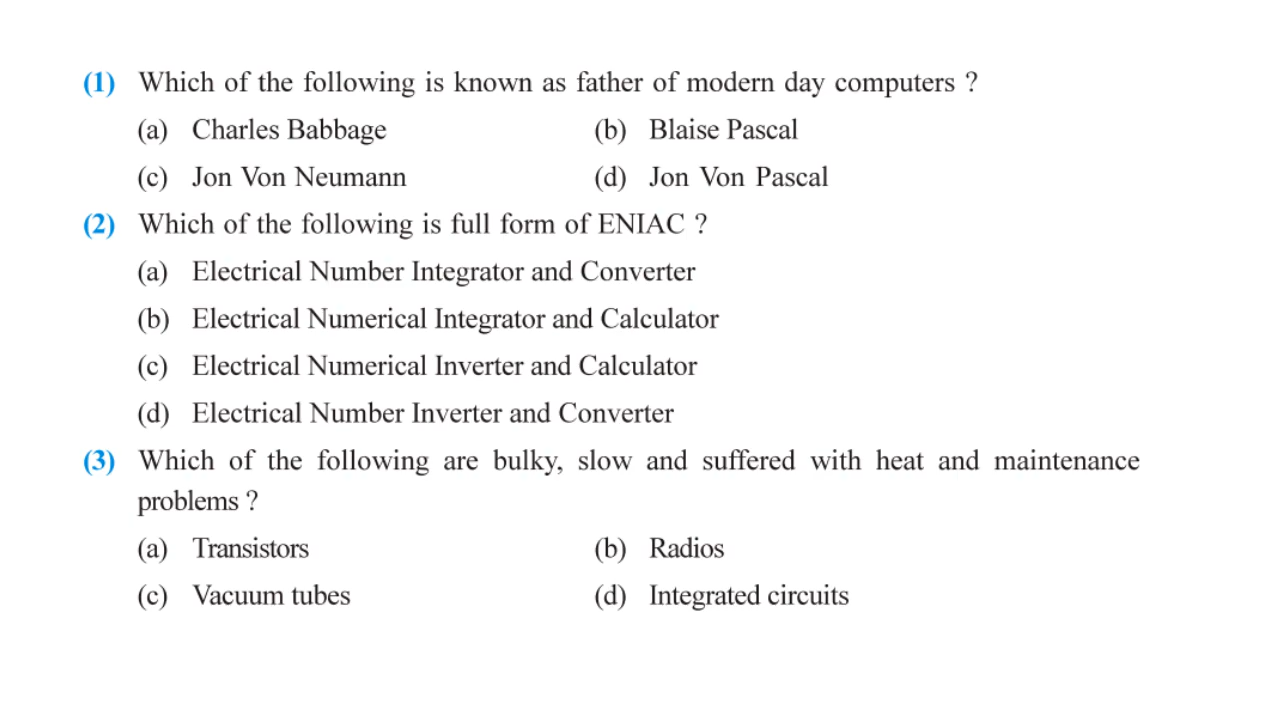 (1) Which of the following is known as father of modern day computers ?
(a) Charles Babbage (b) Blaise Pascal
(c) Jon Von Neumann (d) Jon Von Pascal
(2) Which of the following is full form of ENIAC ?
(a) Electrical Number Integrator and Converter
(b) Electrical Numerical Integrator and Calculator
(c) Electrical Numerical Inverter and Calculator
(d) Electrical Number Inverter and Converter
(3) Which of the following are bulky, slow and suffered with heat and maintenance
problems ?
(a) Transistors (b) Radios
(c) Vacuum tubes (d) Integrated circuits